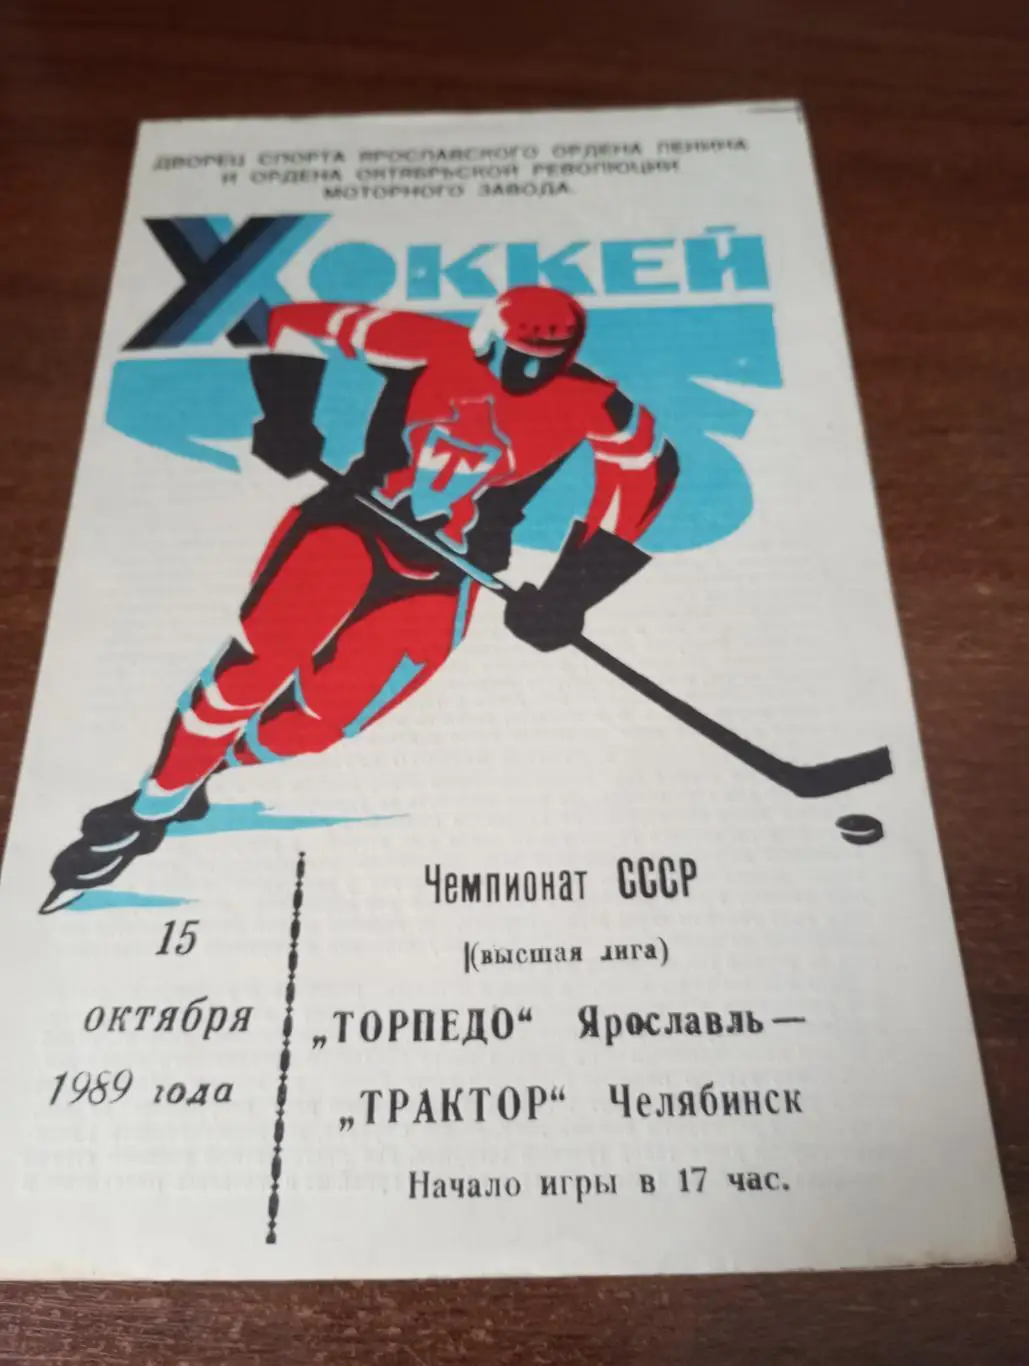 ДВОРЕЦ СПОРТА ЯРОСЛАВСКОГО ОРДЕНА ЛЕНИНА
И ОРДЕНА ОКТЯБРЬСКОЙ РЕВОЛЮЦИИ
МОТОРНОГО ЗАВОДА.
ХОККЕЙ
Т
Чемпионат СССР
(высшая лига)
15
октября
1989 года
„ТОРПЕДО“ Ярославль—
„ТРАКТОР“ Челябинск
Начало игры в 17 час.